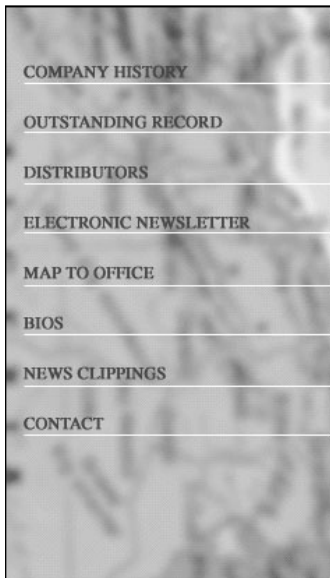 COMPANY HISTORY
OUTSTANDING RECORD
DISTRIBUTORS
ELECTRONIC NEWSLETTER
MAP TO OFFICE
BIOS
NEWS CLIPPINGS
CONTACT